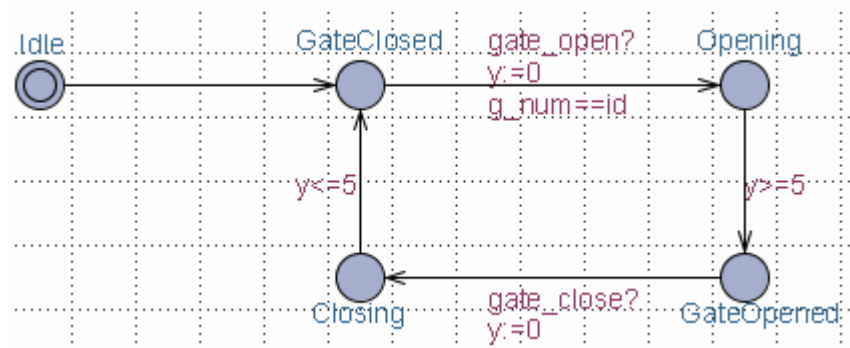 Idle
GateClosed
gate_open?
y:=0
g_num==id
Opening
y<=5
y>=5
Closing
gate_close?
y:=0
GateOpened